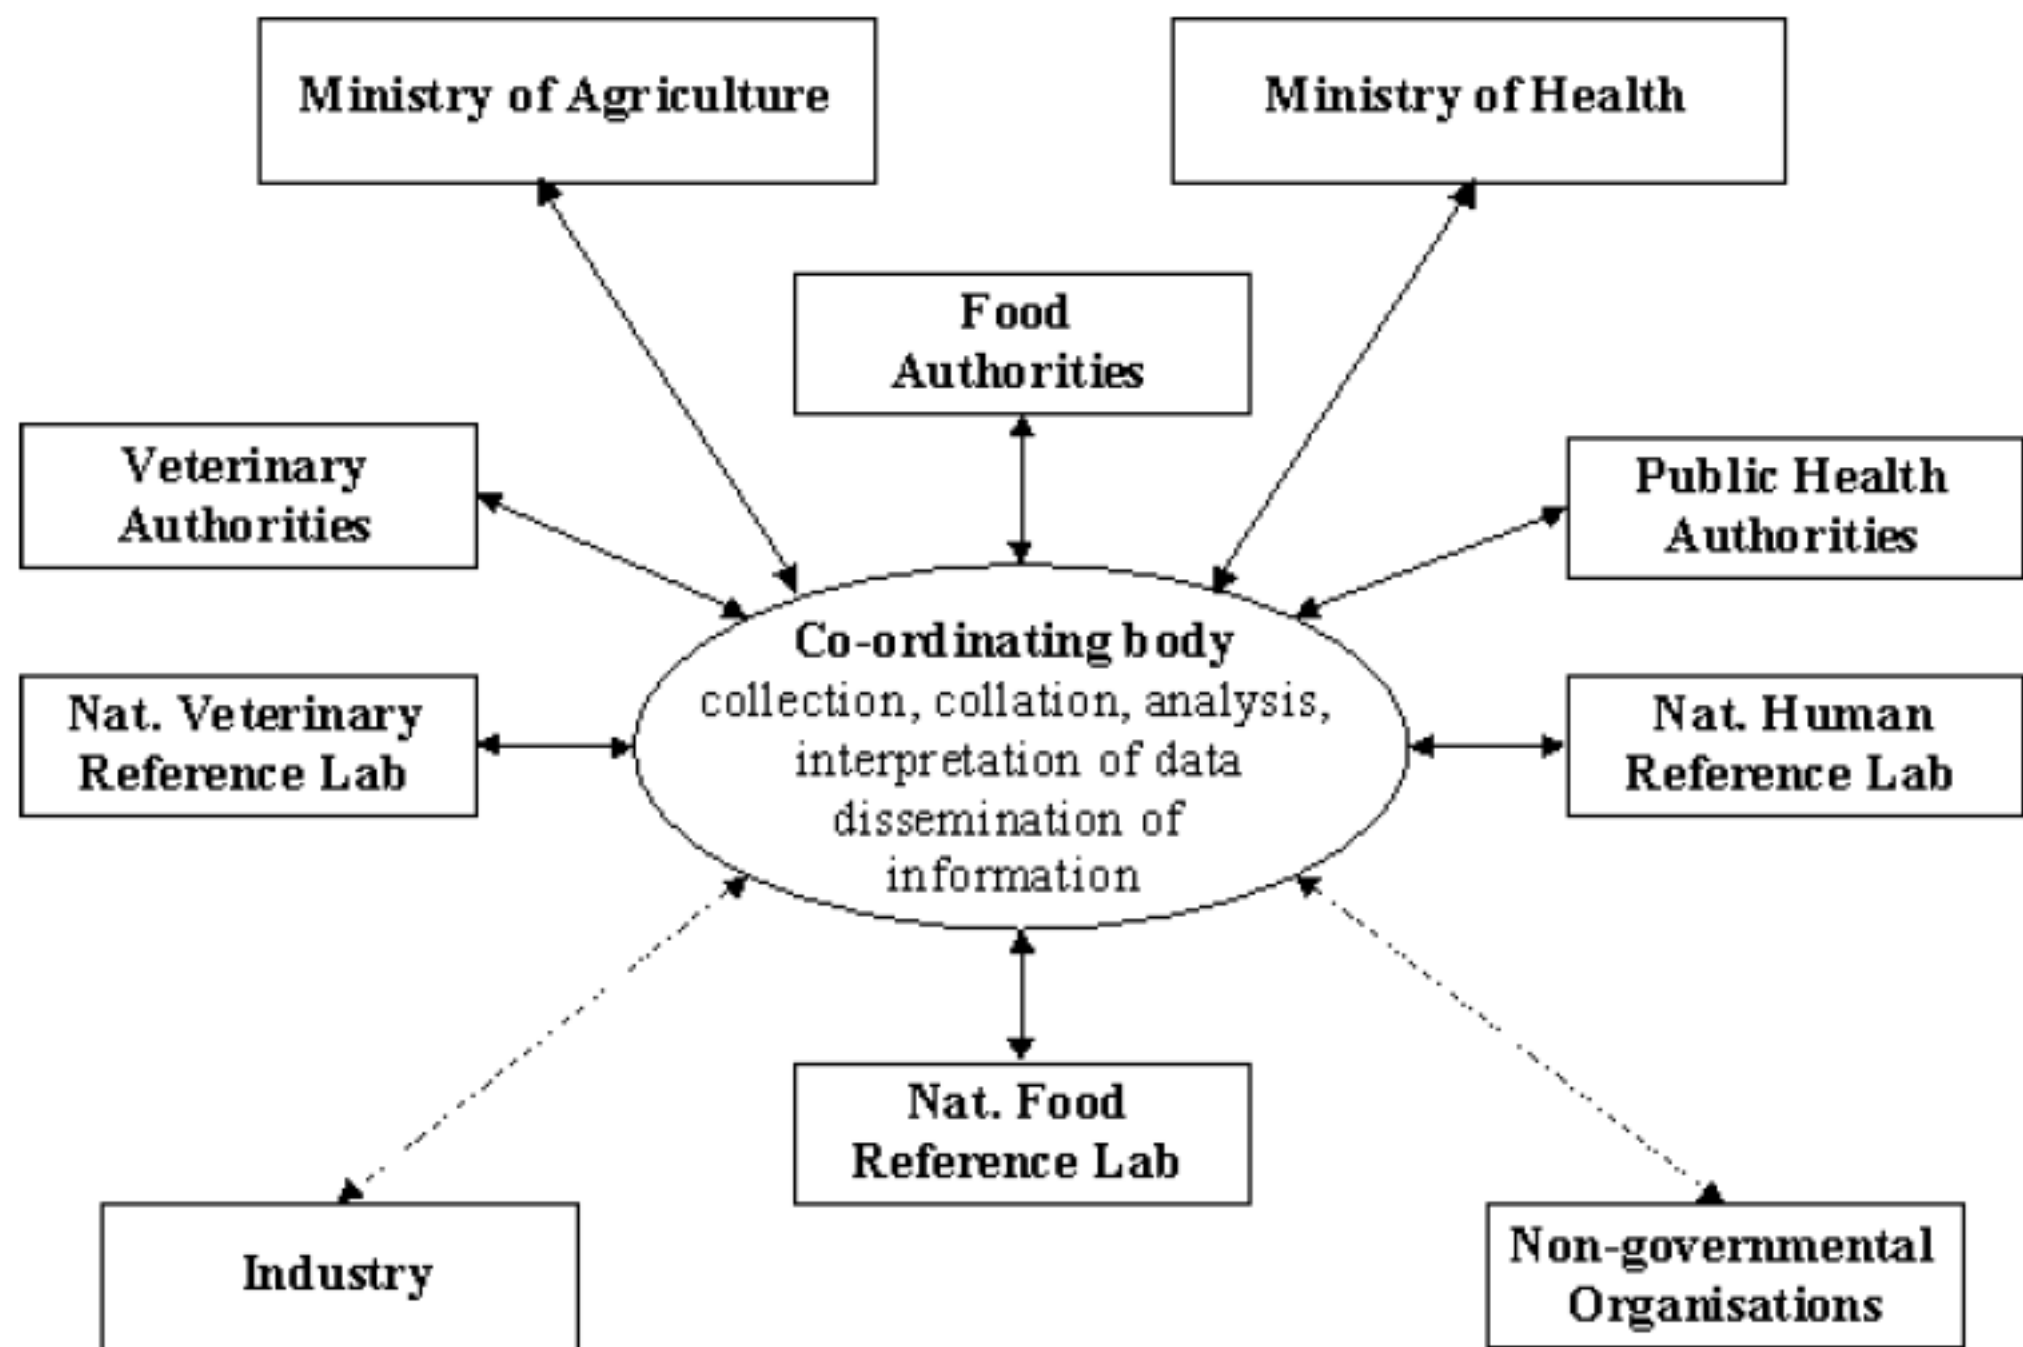 Ministry of Agriculture
Ministry of Health
Food
Authorities
Veterinary
Authorities
Public Health
Authorities
Co-ordinating body
collection, collation, analysis,
interpretation of data
dissemination of
information
Nat. Veterinary
Reference Lab
Nat. Human
Reference Lab
Nat. Food
Reference Lab
Industry
Non-governmental
Organisations